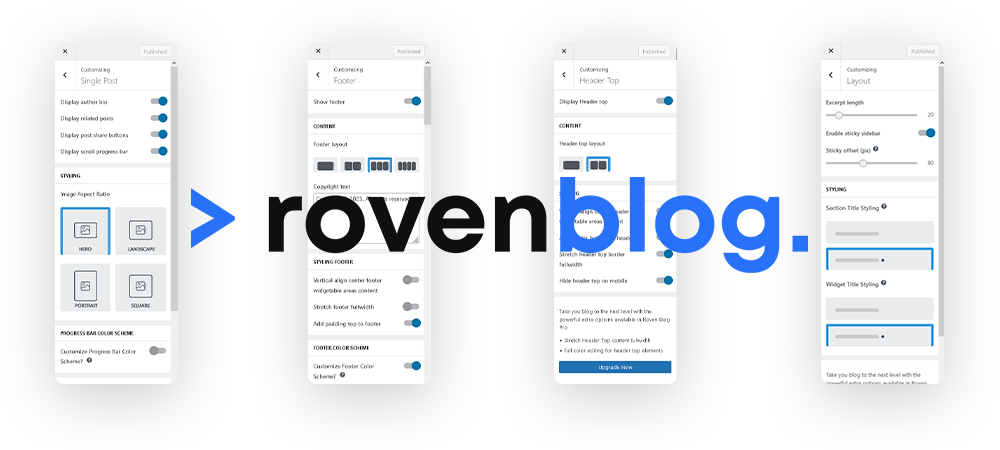 Published
Customizing
Single Post
Display author bio
Display related posts
Display post share buttons
Display scroll progress bar
STYLING
Image Aspect Ratio
HERO
LANDSCAPE
PORTRAIT
SQUARE
PROGRESS BAR COLOR SCHEME
Customize Progress Bar Color
Scheme?
Published
Customizing
Footer
Show footer
CONTENT
Footer layout
Copyright text
2023.
reserved
STYLING FOOTER
Vertical align center footer
widgetable areas content
Stretch footer fullwidth
Add padding top to footer
FOOTER COLOR SCHEME
Customize Footer Color
Scheme?
> rovenblog.
Published
Customizing
Header Top
Display Header top
CONTENT
Header top layout
Stretch header top border
fullwidth
Hide header top on mobile
Take you blog to the next level with the
powerful extra options available in Roven Blog
Pro
• Stretch Header Top content fullwidth
• Full color editing for header top elements
Upgrade Now
Published
Customizing
Layout
Excerpt length
20
Enable sticky sidebar
Sticky offset (px)
80
STYLING
Section Title Styling
Widget Title Styling
Take you blog to the next level with the
powerful extra options available in Roven